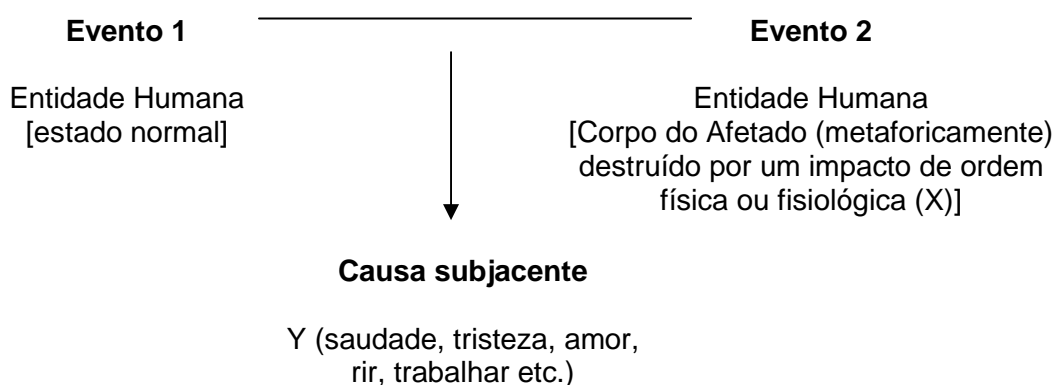 Evento 1
Evento 2
Entidade Humana
[estado normal]
Entidade Humana
[Corpo do Afetado (metaforicamente)
destruído por um impacto de ordem
física ou fisiológica (X)]
Causa subjacente
Y (saudade, tristeza, amor,
rir, trabalhar etc.)